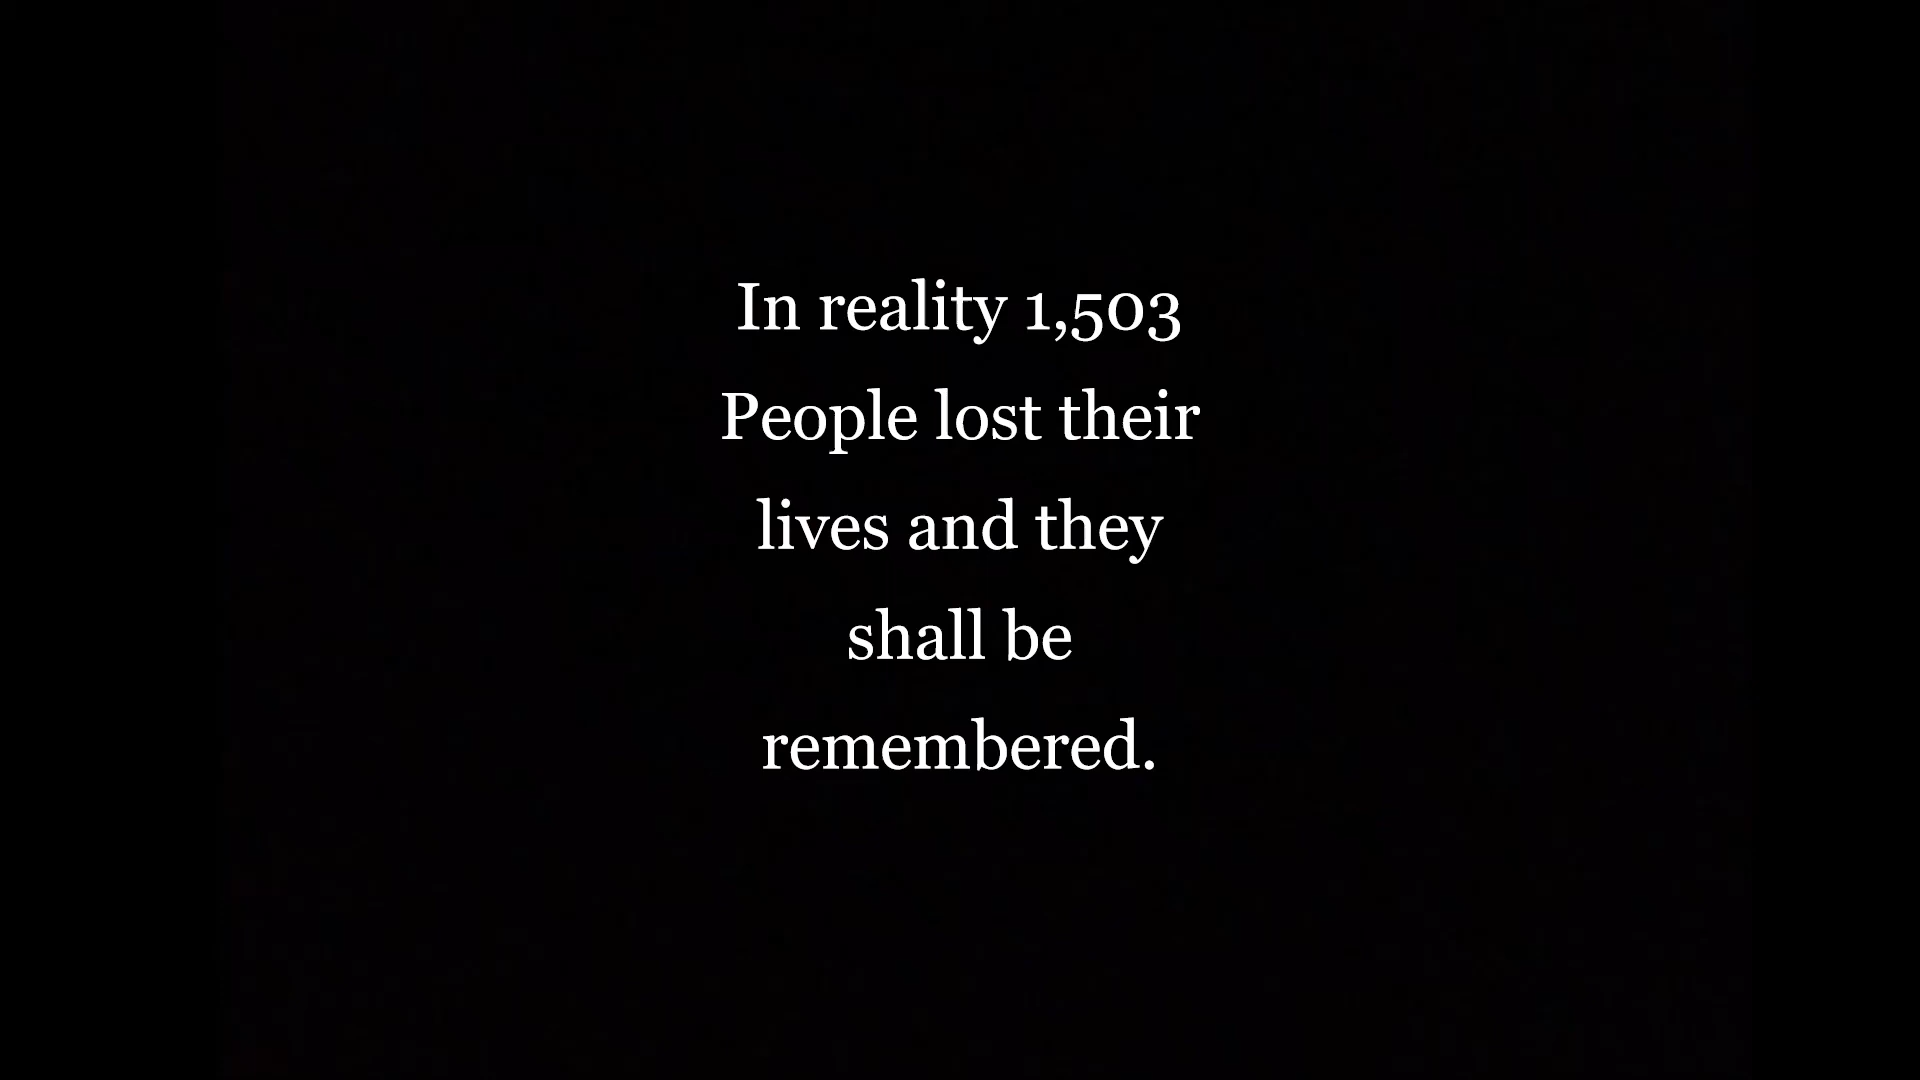 In reality 1,503
People lost their
lives and they
shall be
remembered.